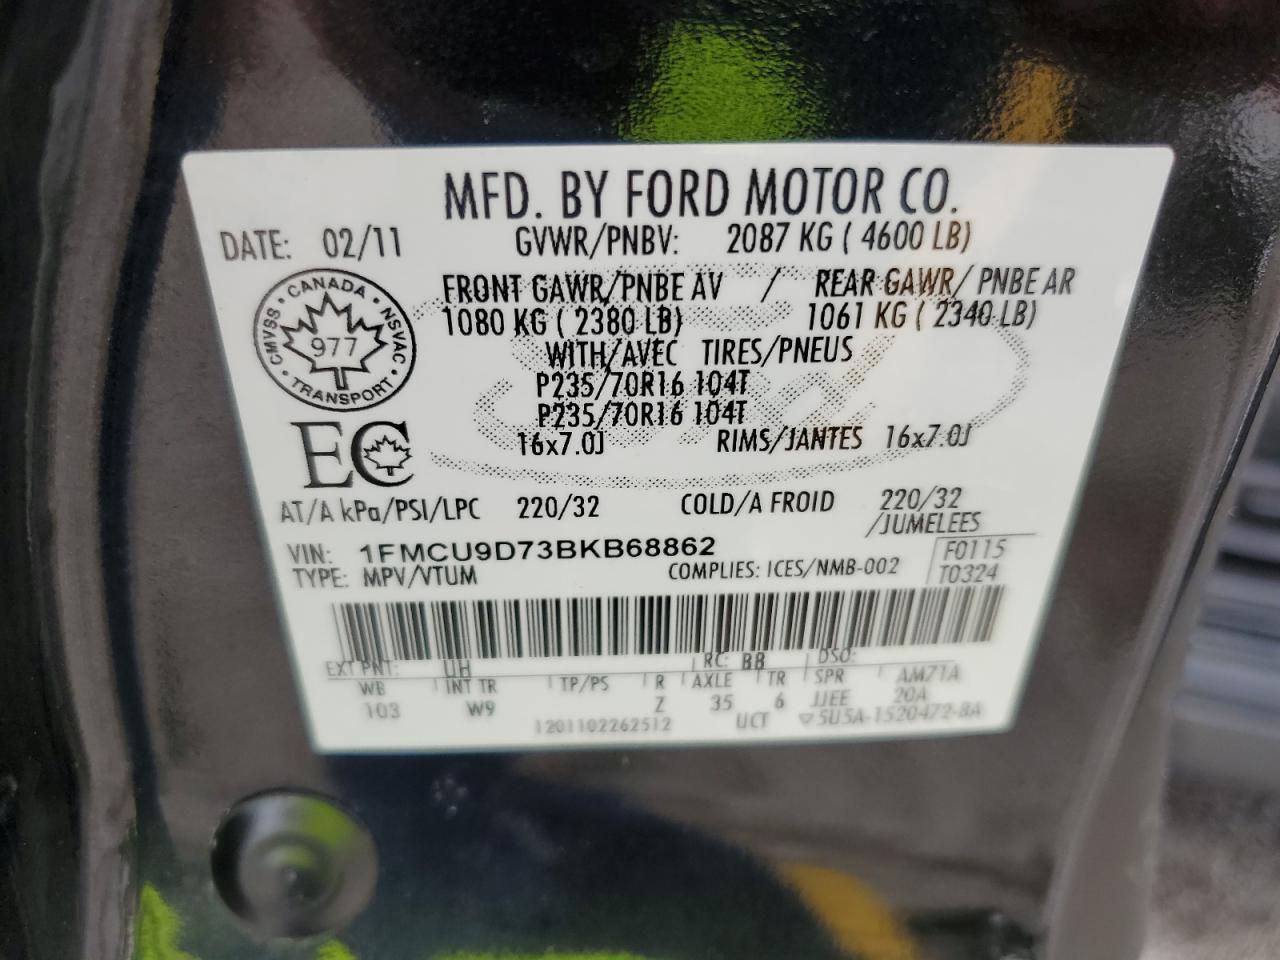 MFD. BY FORD MOTOR CO.
DATE: 02/11 GVWR/PNBV: 2087 KG ( 4600 LB)
FRONT GAWR/PNBE AV / REAR GAWR/ PNBE AR
1080 KG ( 2380 LB) 1061 KG ( 2340 LB)
CANADA
CMVSS 977 NSVAC
TRANSPORT
WITH/AVEC TIRES/PNEUS
P235/70R16 104T
P235/70R16 104T
16x7.0J RIMS/JANTES 16x7.0J
EC
AT/A kPa/PSI/LPC 220/32 COLD/A FROID 220/32
/JUMELEES
VIN: 1FMCU9D73BKB68862 F0115
TYPE: MPV/VTUM COMPLIES: ICES/NMB-002 T0324
EXT PNT: UH RC: BB DSO:
WB INT TR TP/PS R AXLE TR SPR AM71A
103 W9 Z 35 6 JJEE 20A
1201102262512 UCT 5U5A-1520472-BA